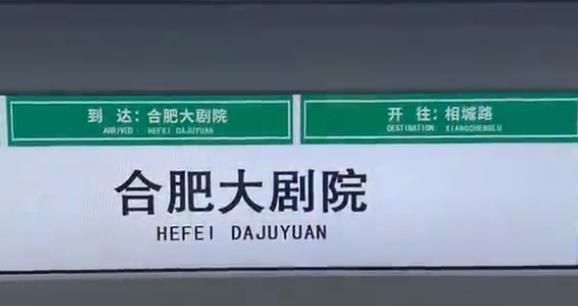 到 达：合肥大剧院
ARRIVED: HEFEI DAJUYUAN
开 往：相城路
DESTINATION: XIANGCHENGLU
合肥大剧院
HEFEI DAJUYUAN